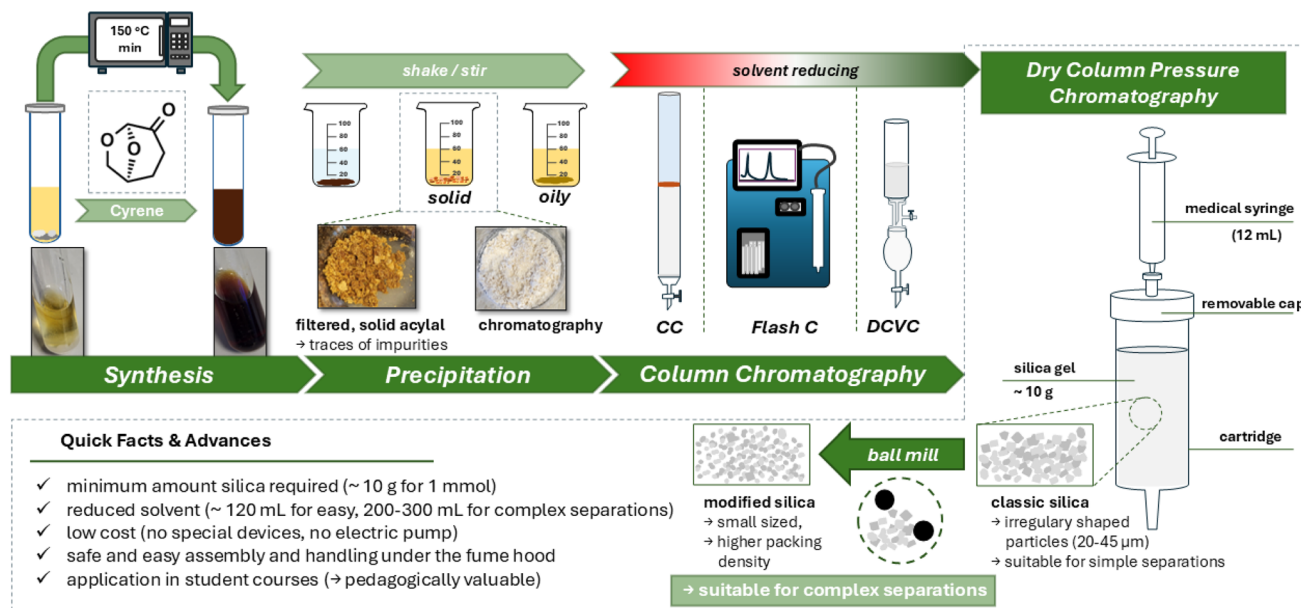 150 °C
min
Cyrene
shake / stir
100
80
60
40
20
100
80
60
40
20
100
80
60
40
20
solid
oily
filtered, solid acylal
→ traces of impurities
chromatography
solvent reducing
CC
Flash C
DCVC
Dry Column Pressure
Chromatography
medical syringe
(12 mL)
removable cap
silica gel
~ 10 g
cartridge
Synthesis
Precipitation
Column Chromatography
O
O
O
Quick Facts & Advances
✓ minimum amount silica required (~ 10 g for 1 mmol)
✓ reduced solvent (~ 120 mL for easy, 200-300 mL for complex separations)
✓ low cost (no special devices, no electric pump)
✓ safe and easy assembly and handling under the fume hood
✓ application in student courses (→ pedagogically valuable)
ball mill
modified silica
→ small sized,
→ higher packing
density
classic silica
→ irregulary shaped
particles (20-45 µm)
→ suitable for simple separations
→ suitable for complex separations